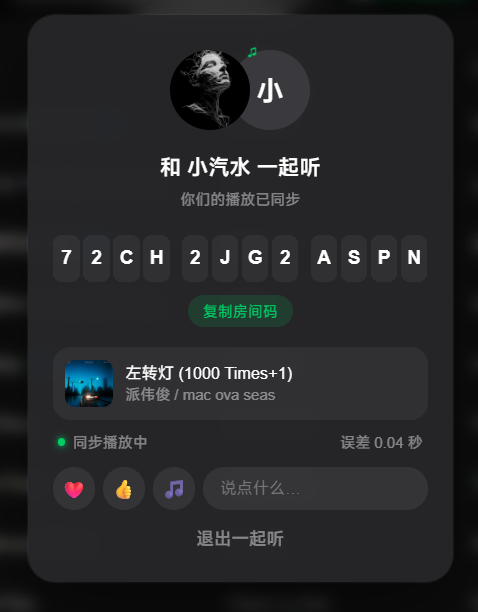 小
和 小汽水 一起听
你们的播放已同步
7 2 C H 2 J G 2 A S P N
复制房间码
左转灯 (1000 Times+1)
派伟俊 / mac ova seas
同步播放中 误差 0.04 秒
说点什么...
退出一起听